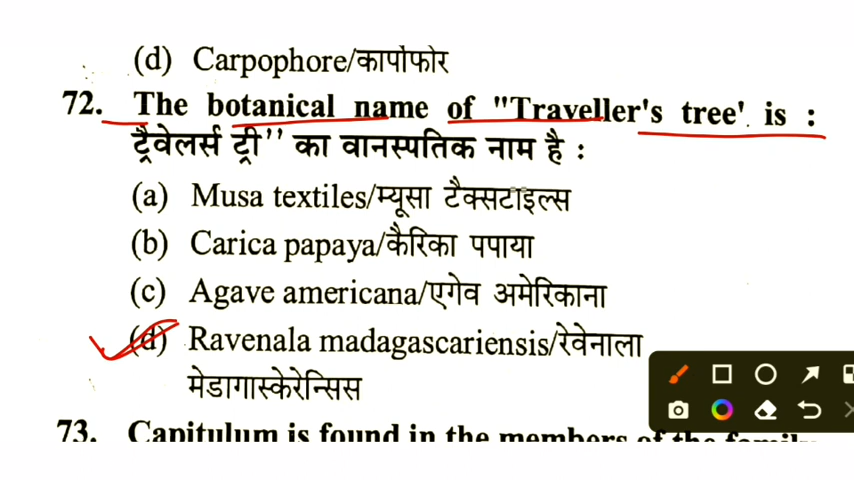 (d) Carpophore/कार्पोफोर
72. The botanical name of "Traveller's tree' is :
ट्रैवेलर्स ट्री’’ का वानस्पतिक नाम है :
(a) Musa textiles/म्यूसा टैक्सटाइल्स
(b) Carica papaya/कैरिका पपाया
(c) Agave americana/एगेव अमेरिकाना
(d) Ravenala madagascariensis/रेवेनाला
मेडागास्केरेन्सिस
73. Capitulum is found in the members of the family